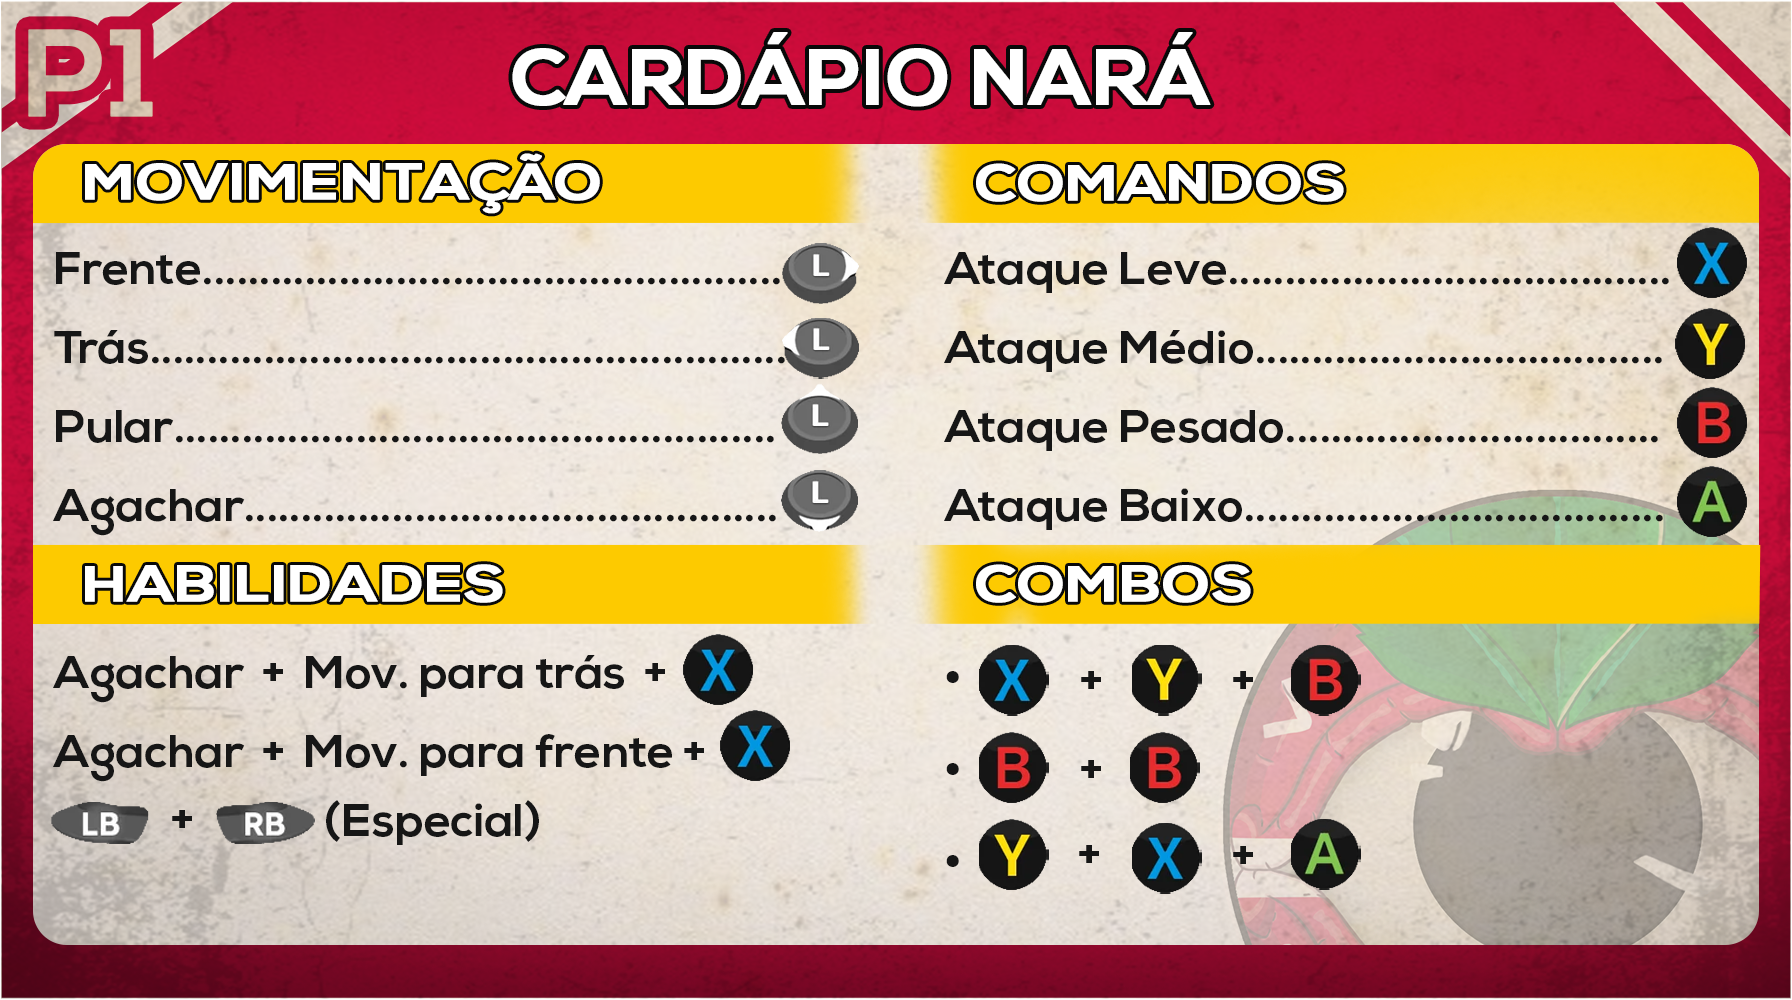 P1
CARDÁPIO NARÁ
MOVIMENTAÇÃO
Frente.................................................. L
Trás....................................................... L
Pular.................................................... L
Agachar.............................................. L
COMANDOS
Ataque Leve...................................... X
Ataque Médio................................... Y
Ataque Pesado................................ B
Ataque Baixo.................................... A
HABILIDADES
Agachar + Mov. para trás + X
Agachar + Mov. para frente + X
LB + RB (Especial)
COMBOS
• X + Y + B
• B + B
• Y + X + A